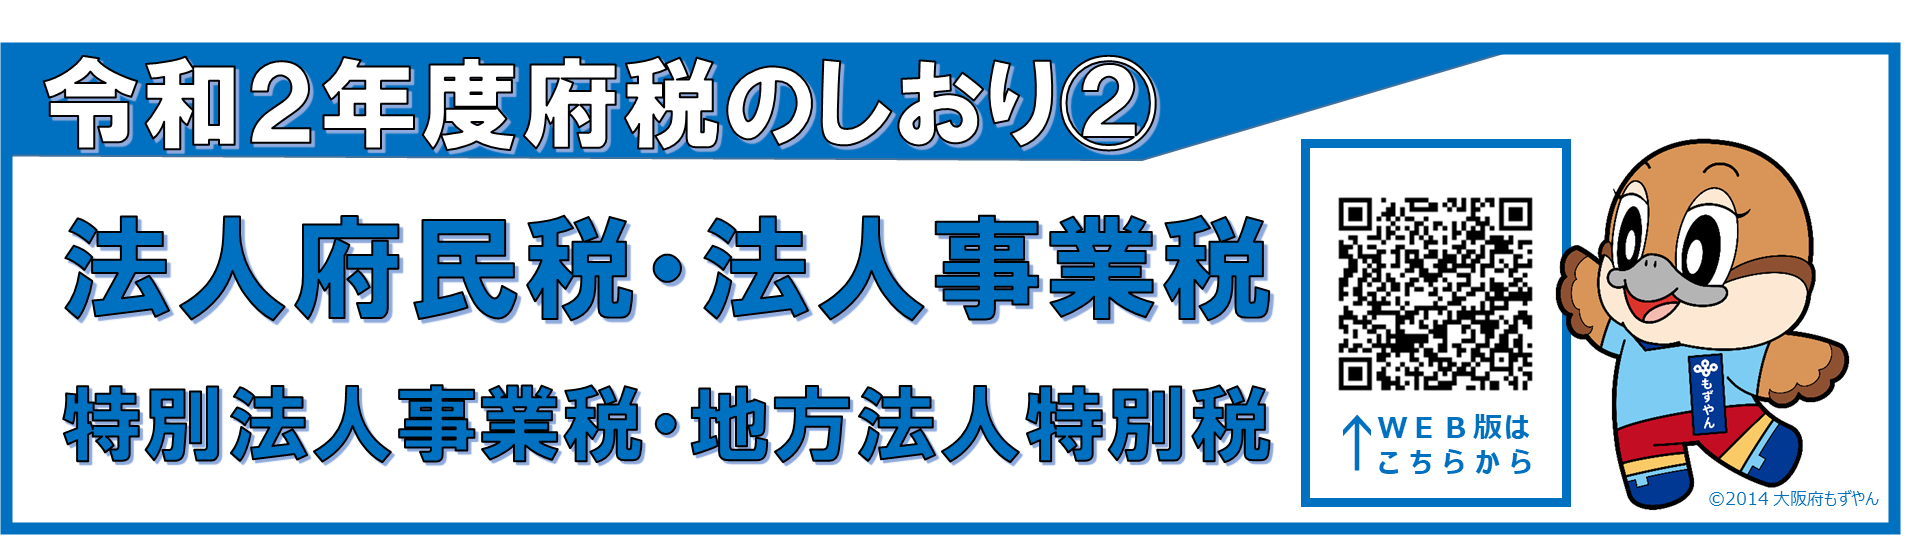 令和２年度府税のしおり②
法人府民税・法人事業税
特別法人事業税・地方法人特別税
↑ＷＥＢ版は
こちらから
もずやん
©2014 大阪府もずやん